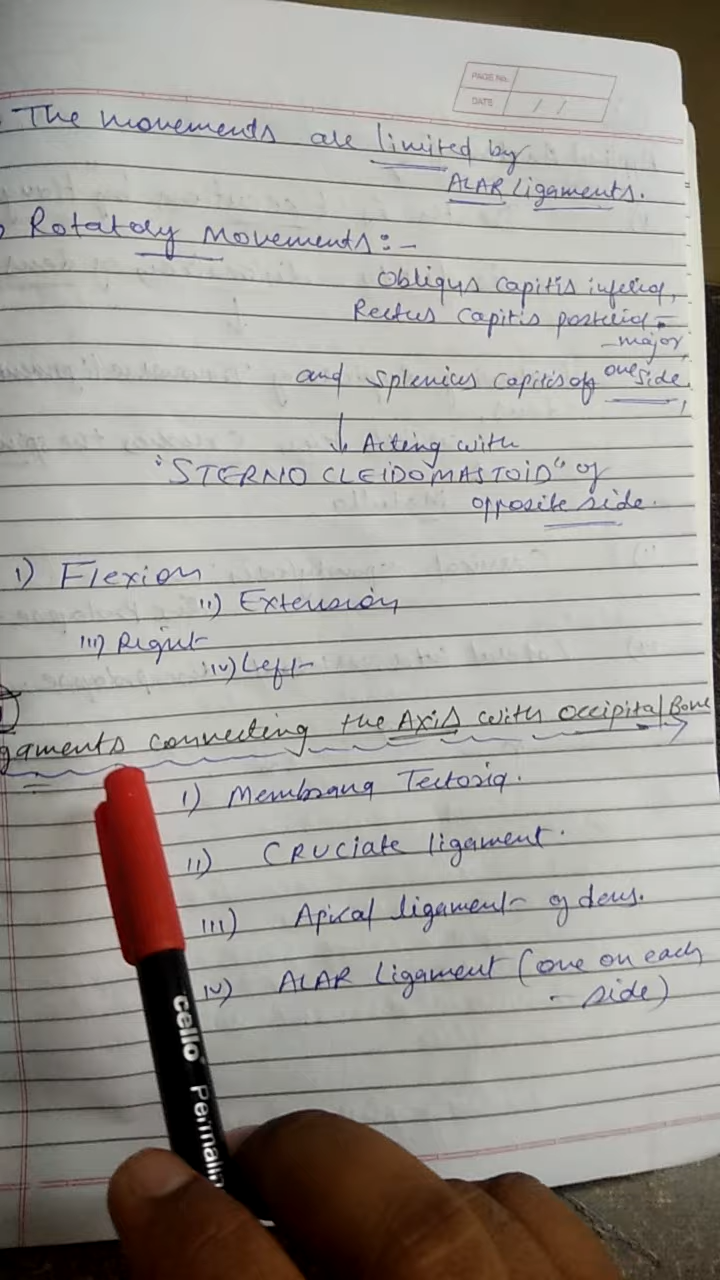 PAGE No.
DATE / /
The movements are limited by
ALAR Ligaments.
Rotatory Movements:-
Obliqus capitis inferior,
Rectus capitis posterior-
-major,
and splenius capitis of one side,
↓ Acting with
"STERNO CLEIDOMASTOID" of
opposite side.
i) Flexion
ii) Extension
iii) Right
iv) Left
gaments connecting the Axis with occipital Bone
i) Membrana Tectoria.
ii) CRUciate ligament.
iii) Apical ligament of dens.
iv) ALAR Ligament (one on each
- side)
cello Permalin